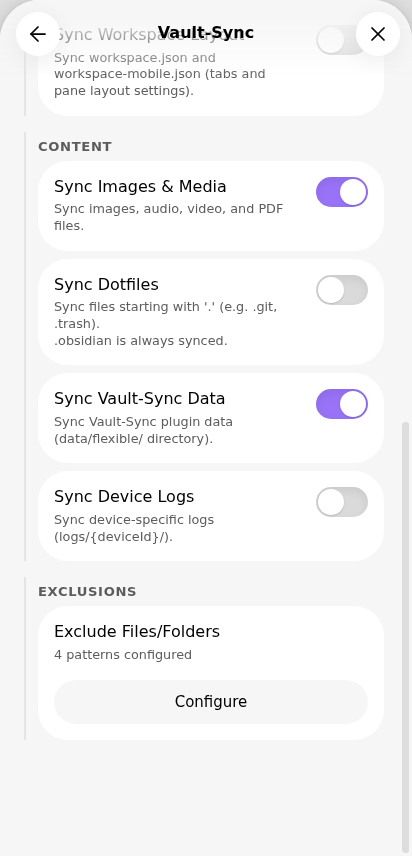 Vault-Sync
Sync Workspace Layout
Sync workspace.json and
workspace-mobile.json (tabs and
pane layout settings).
CONTENT
Sync Images & Media
Sync images, audio, video, and PDF
files.
Sync Dotfiles
Sync files starting with '.' (e.g. .git,
.trash).
.obsidian is always synced.
Sync Vault-Sync Data
Sync Vault-Sync plugin data
(data/flexible/ directory).
Sync Device Logs
Sync device-specific logs
(logs/{deviceId}/).
EXCLUSIONS
Exclude Files/Folders
4 patterns configured
Configure